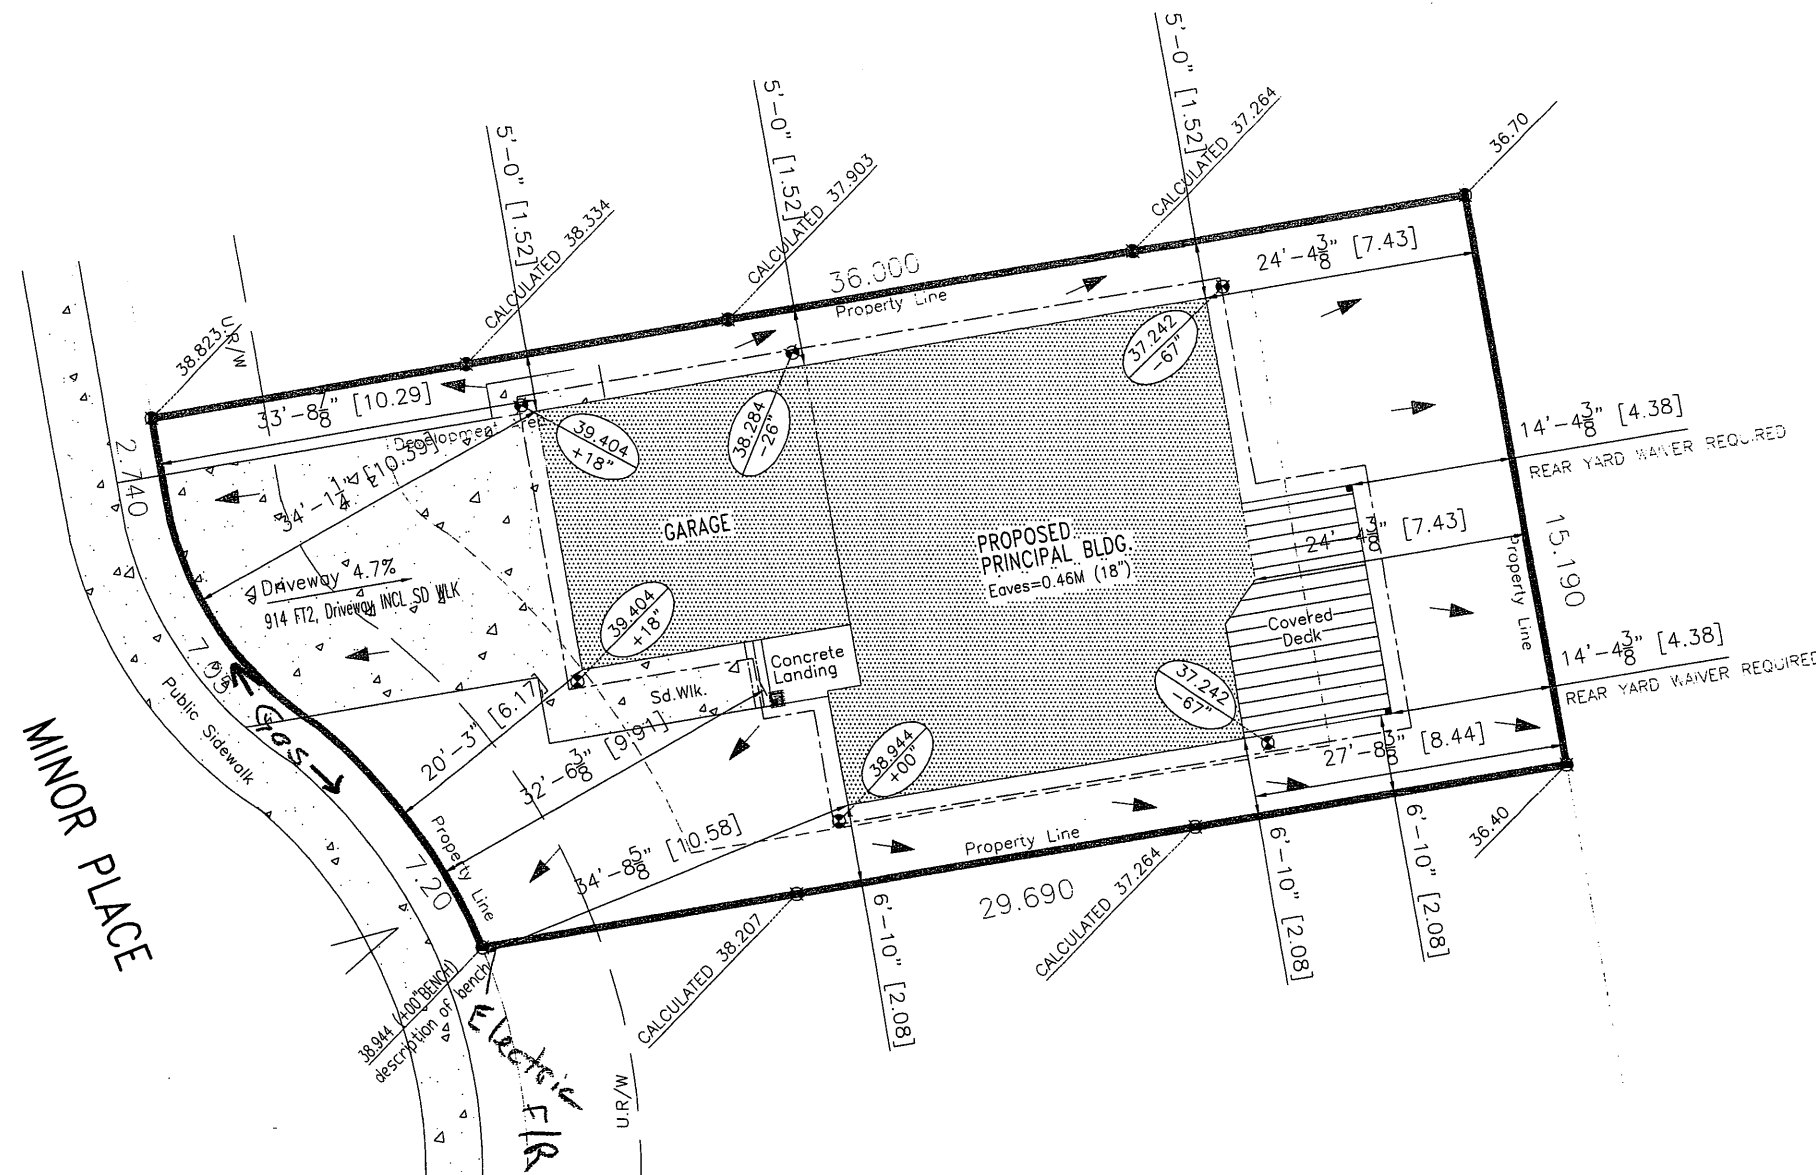 5'-0" [1.52]
5'-0" [1.52]
5'-0" [1.52]
CALCULATED 38.334
CALCULATED 37.903
CALCULATED 37.264
36.70
38.823
U.R/W
36.000
Property Line
24'-4 3/8" [7.43]
33'-8 1/8" [10.29]
Development
39.404
+18"
38.284
-26"
37.242
-67"
2.740
34'-1 1/4" [10.39]
14'-4 3/8" [4.38]
REAR YARD WAIVER REQUIRED
GARAGE
PROPOSED
PRINCIPAL BLDG.
Eaves=0.46M (18")
24'-4 3/8" [7.43]
Property Line
15.190
Driveway 4.7%
914 FT2, Driveway INCL SD WLK
39.404
+18"
Covered
Deck
14'-4 3/8" [4.38]
REAR YARD WAIVER REQUIRED
Concrete
Landing
Sd.Wlk.
37.242
-67"
Public Sidewalk
Gas
MINOR PLACE
20'-3" [6.17]
32'-6 3/8" [9.91]
38.944
+00"
27'-8 3/8" [8.44]
Property Line
7.20
34'-8 5/8" [10.58]
Property Line
29.690
36.40
6'-10" [2.08]
6'-10" [2.08]
6'-10" [2.08]
CALCULATED 38.207
CALCULATED 37.264
38.944 (+00" BENCH)
description of bench
Electric
F/R
U.R/W